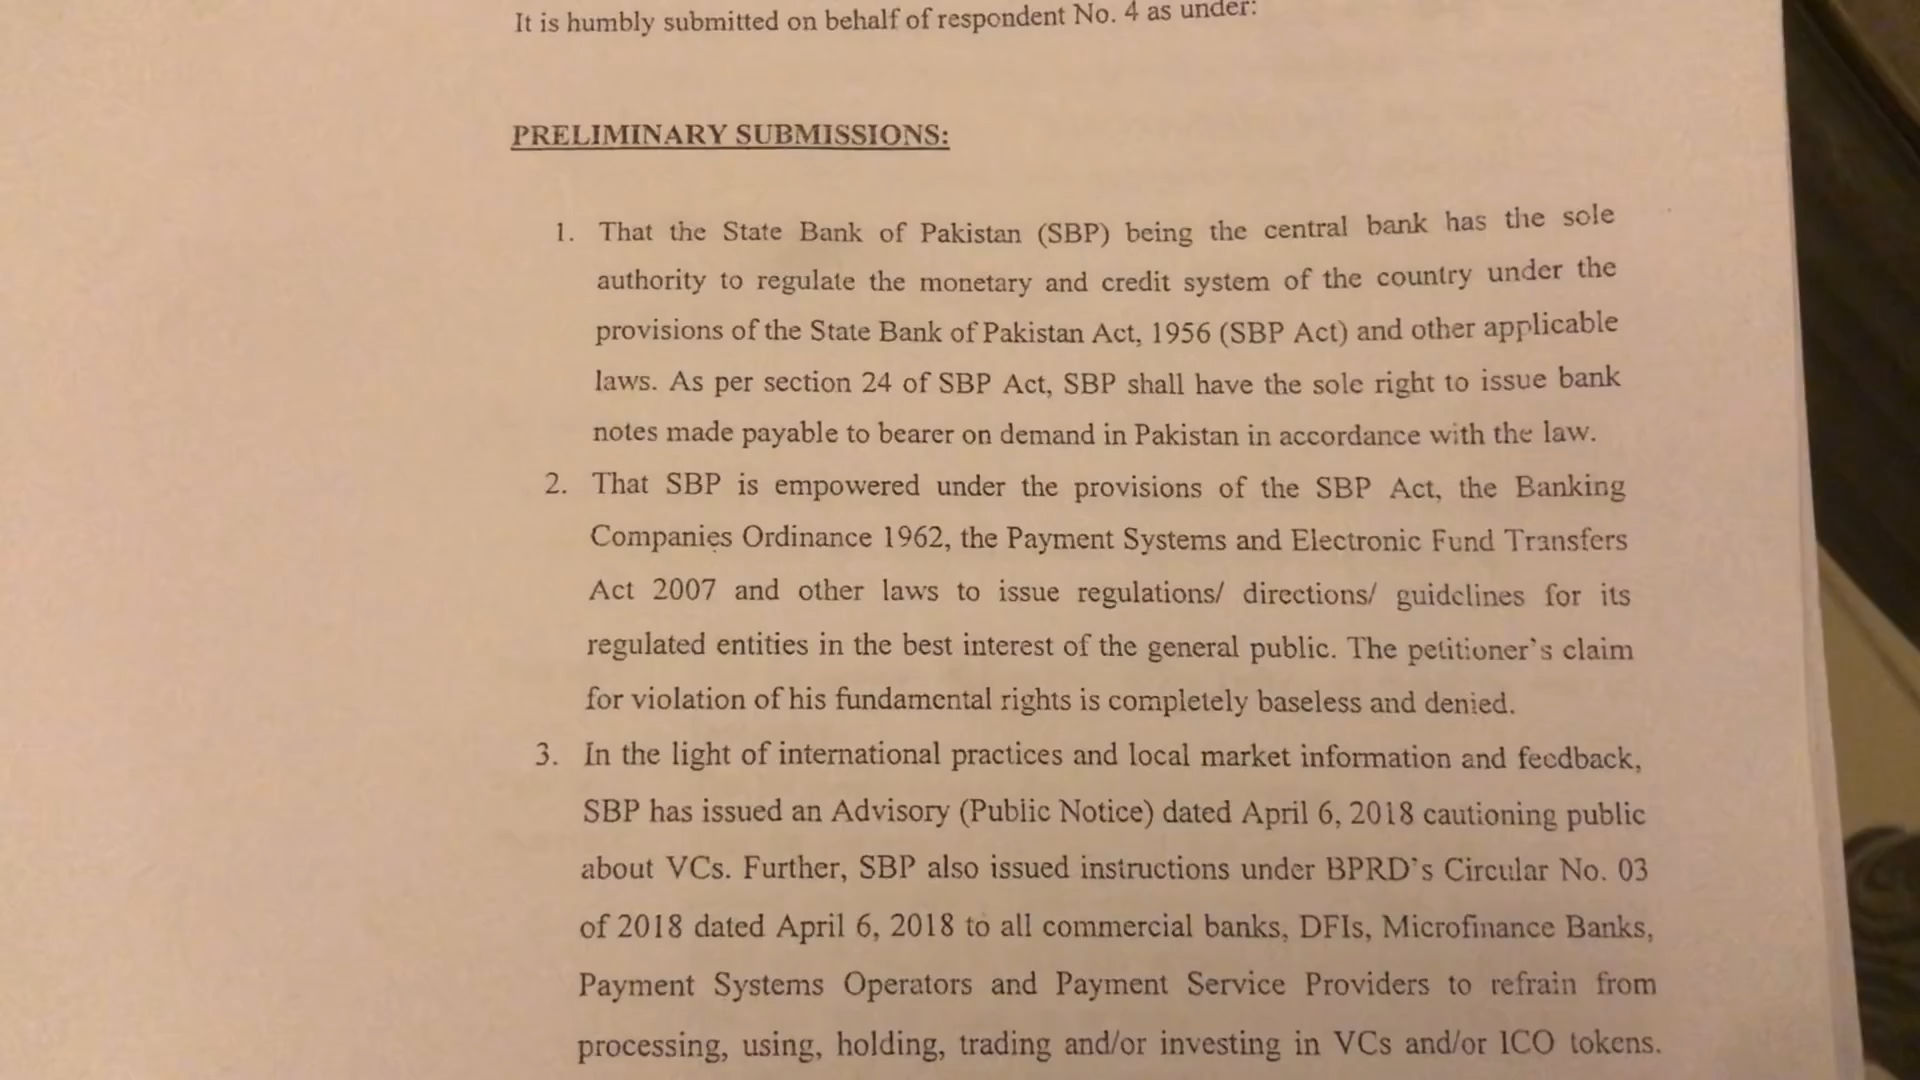 It is humbly submitted on behalf of respondent No. 4 as under:
PRELIMINARY SUBMISSIONS:
1. That the State Bank of Pakistan (SBP) being the central bank has the sole
authority to regulate the monetary and credit system of the country under the
provisions of the State Bank of Pakistan Act, 1956 (SBP Act) and other applicable
laws. As per section 24 of SBP Act, SBP shall have the sole right to issue bank
notes made payable to bearer on demand in Pakistan in accordance with the law.
2. That SBP is empowered under the provisions of the SBP Act, the Banking
Companies Ordinance 1962, the Payment Systems and Electronic Fund Transfers
Act 2007 and other laws to issue regulations/ directions/ guidelines for its
regulated entities in the best interest of the general public. The petitioner's claim
for violation of his fundamental rights is completely baseless and denied.
3. In the light of international practices and local market information and feedback,
SBP has issued an Advisory (Public Notice) dated April 6, 2018 cautioning public
about VCs. Further, SBP also issued instructions under BPRD's Circular No. 03
of 2018 dated April 6, 2018 to all commercial banks, DFIs, Microfinance Banks,
Payment Systems Operators and Payment Service Providers to refrain from
processing, using, holding, trading and/or investing in VCs and/or ICO tokens.